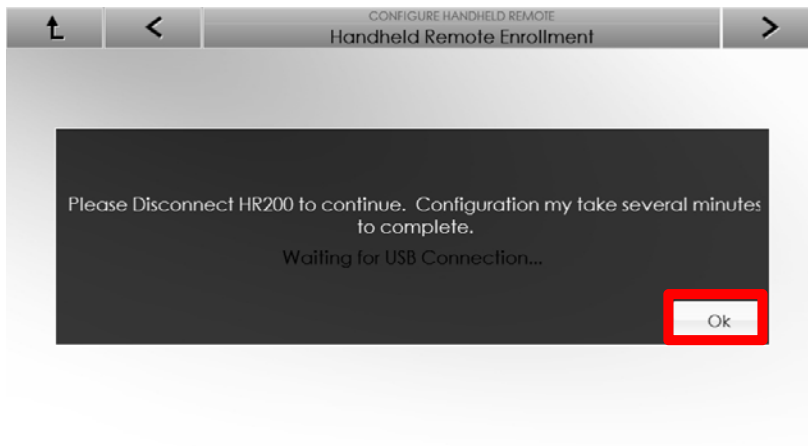 CONFIGURE HANDHELD REMOTE
Handheld Remote Enrollment
Please Disconnect HR200 to continue. Configuration my take several minutes
to complete.
Waiting for USB Connection...
Ok